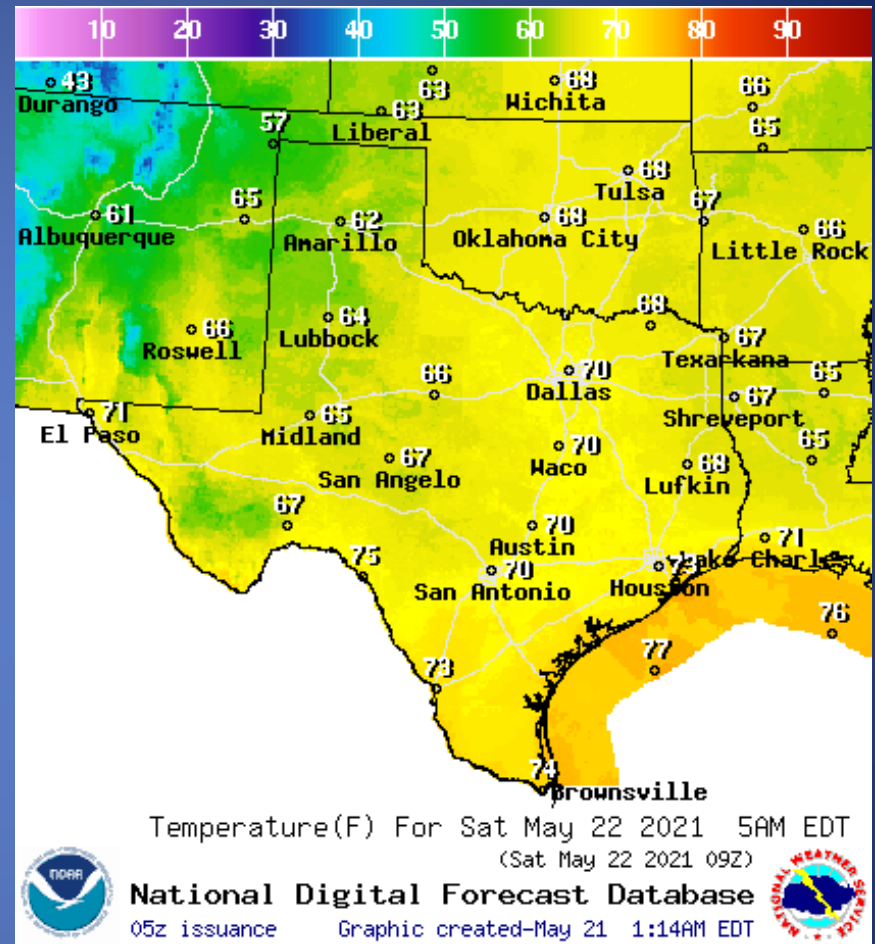 10 20 30 40 50 60 70 80 90
43
Durango
63
68
Wichita
66
63
Liberal
57
65
68
Tulsa
61
Albuquerque
65
62
Amarillo
68
Oklahoma City
67
66
Little Rock
66
Roswell
64
Lubbock
68
67
Texarkana
70
Dallas
66
67
Shreveport
65
71
El Paso
65
Midland
67
San Angelo
70
Waco
68
Lufkin
65
67
70
Austin
71
Lake Charles
75
70
San Antonio
73
Houston
76
77
73
74
Brownsville
Temperature(F) For Sat May 22 2021 5AM EDT
(Sat May 22 2021 09Z)
NOAA
National Digital Forecast Database
05z issuance Graphic created-May 21 1:14AM EDT
NATIONAL WEATHER SERVICE